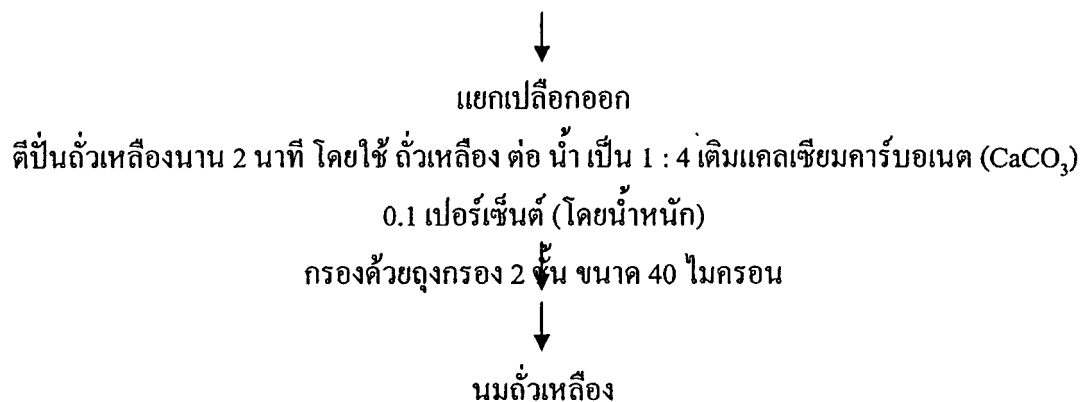 แยกเปลือกออก
ตีปั่นถั่วเหลืองนาน 2 นาที โดยใช้ ถั่วเหลือง ต่อ น้ำ เป็น 1 : 4 เติมแคลเซียมคาร์บอเนต (CaCO₃)
0.1 เปอร์เซ็นต์ (โดยน้ำหนัก)
กรองด้วยถุงกรอง 2 ชั้น ขนาด 40 ไมครอน
นมถั่วเหลือง